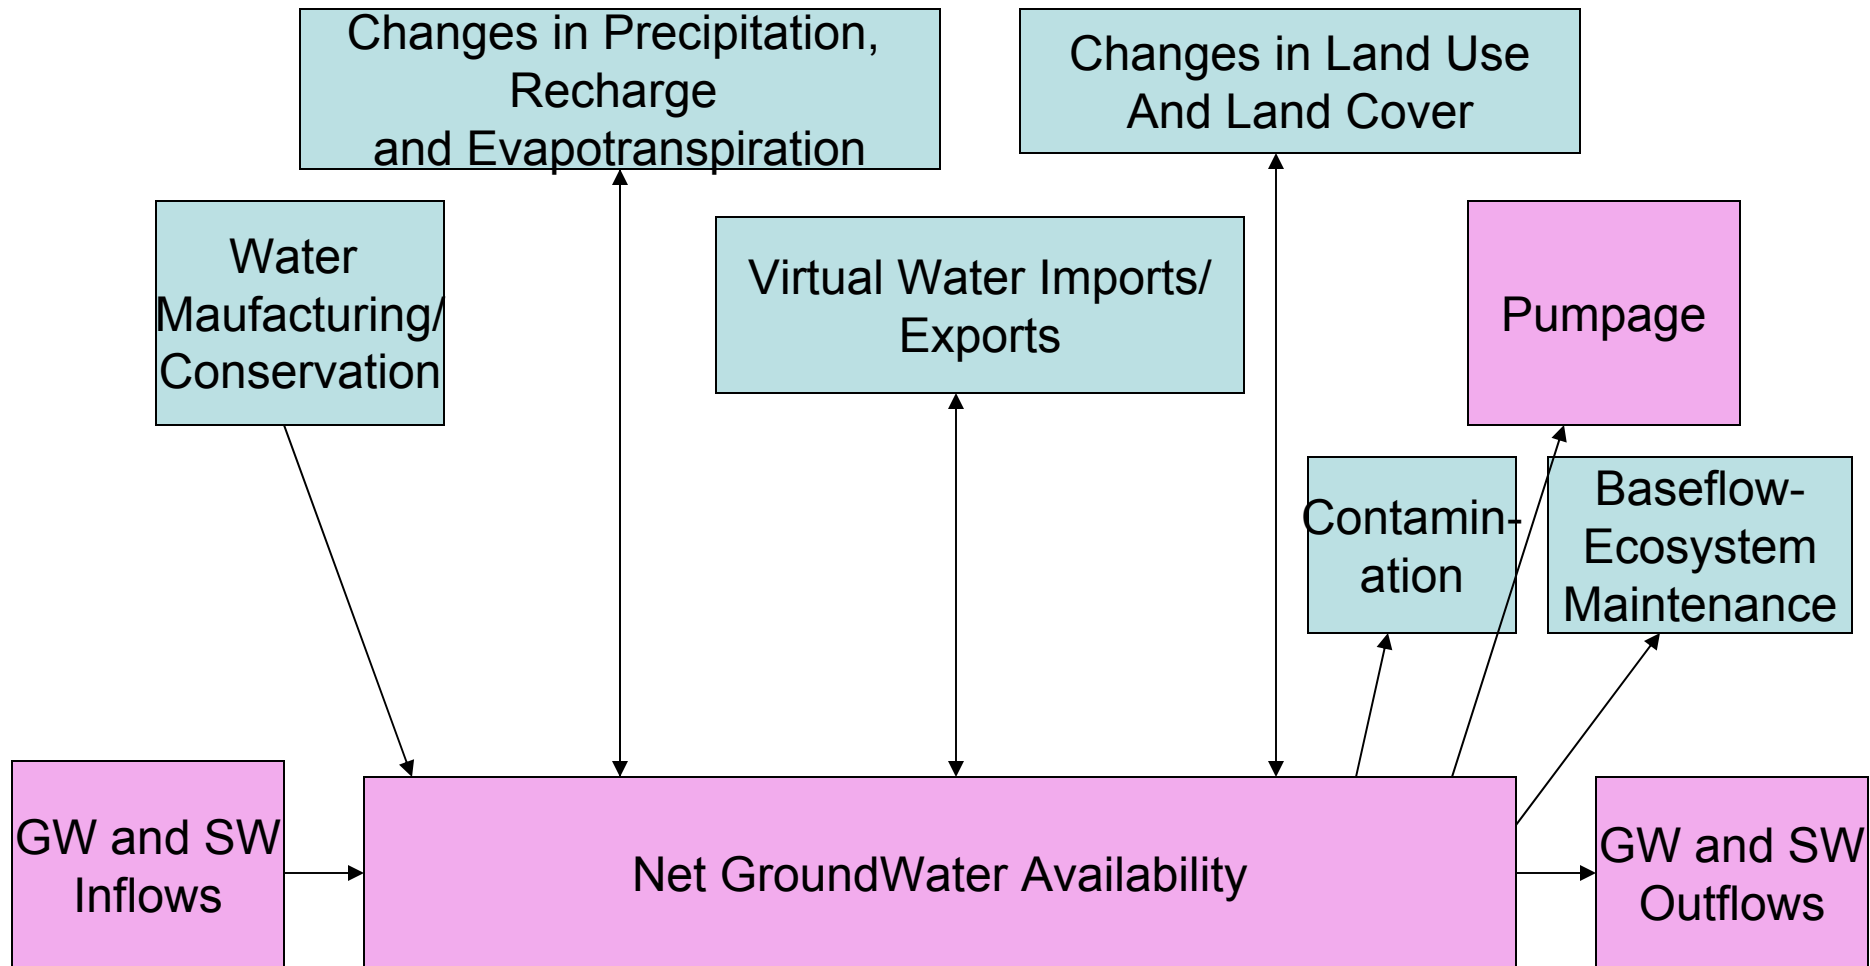 Changes in Precipitation,
Recharge
and Evapotranspiration
Changes in Land Use
And Land Cover
Water
Maufacturing/
Conservation
Virtual Water Imports/
Exports
Pumpage
Contamin-
ation
Baseflow-
Ecosystem
Maintenance
GW and SW
Inflows
Net GroundWater Availability
GW and SW
Outflows